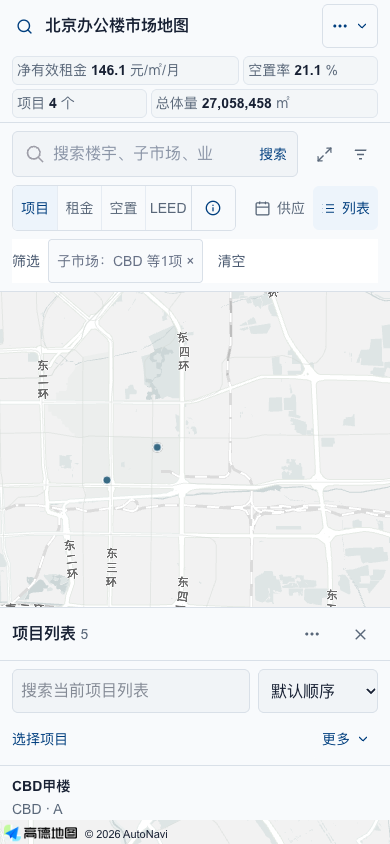 北京办公楼市场地图
净有效租金 146.1 元/㎡/月
空置率 21.1 %
项目 4 个
总体量 27,058,458 ㎡
搜索楼宇、子市场、业
搜索
项目
租金
空置
LEED
供应
列表
筛选
子市场：CBD 等1项 ×
清空
东四环
东二环
东二环
东三环
东四
东
项目列表 5
搜索当前项目列表
默认顺序
选择项目
更多
CBD甲楼
CBD · A
高德地图
© 2026 AutoNavi